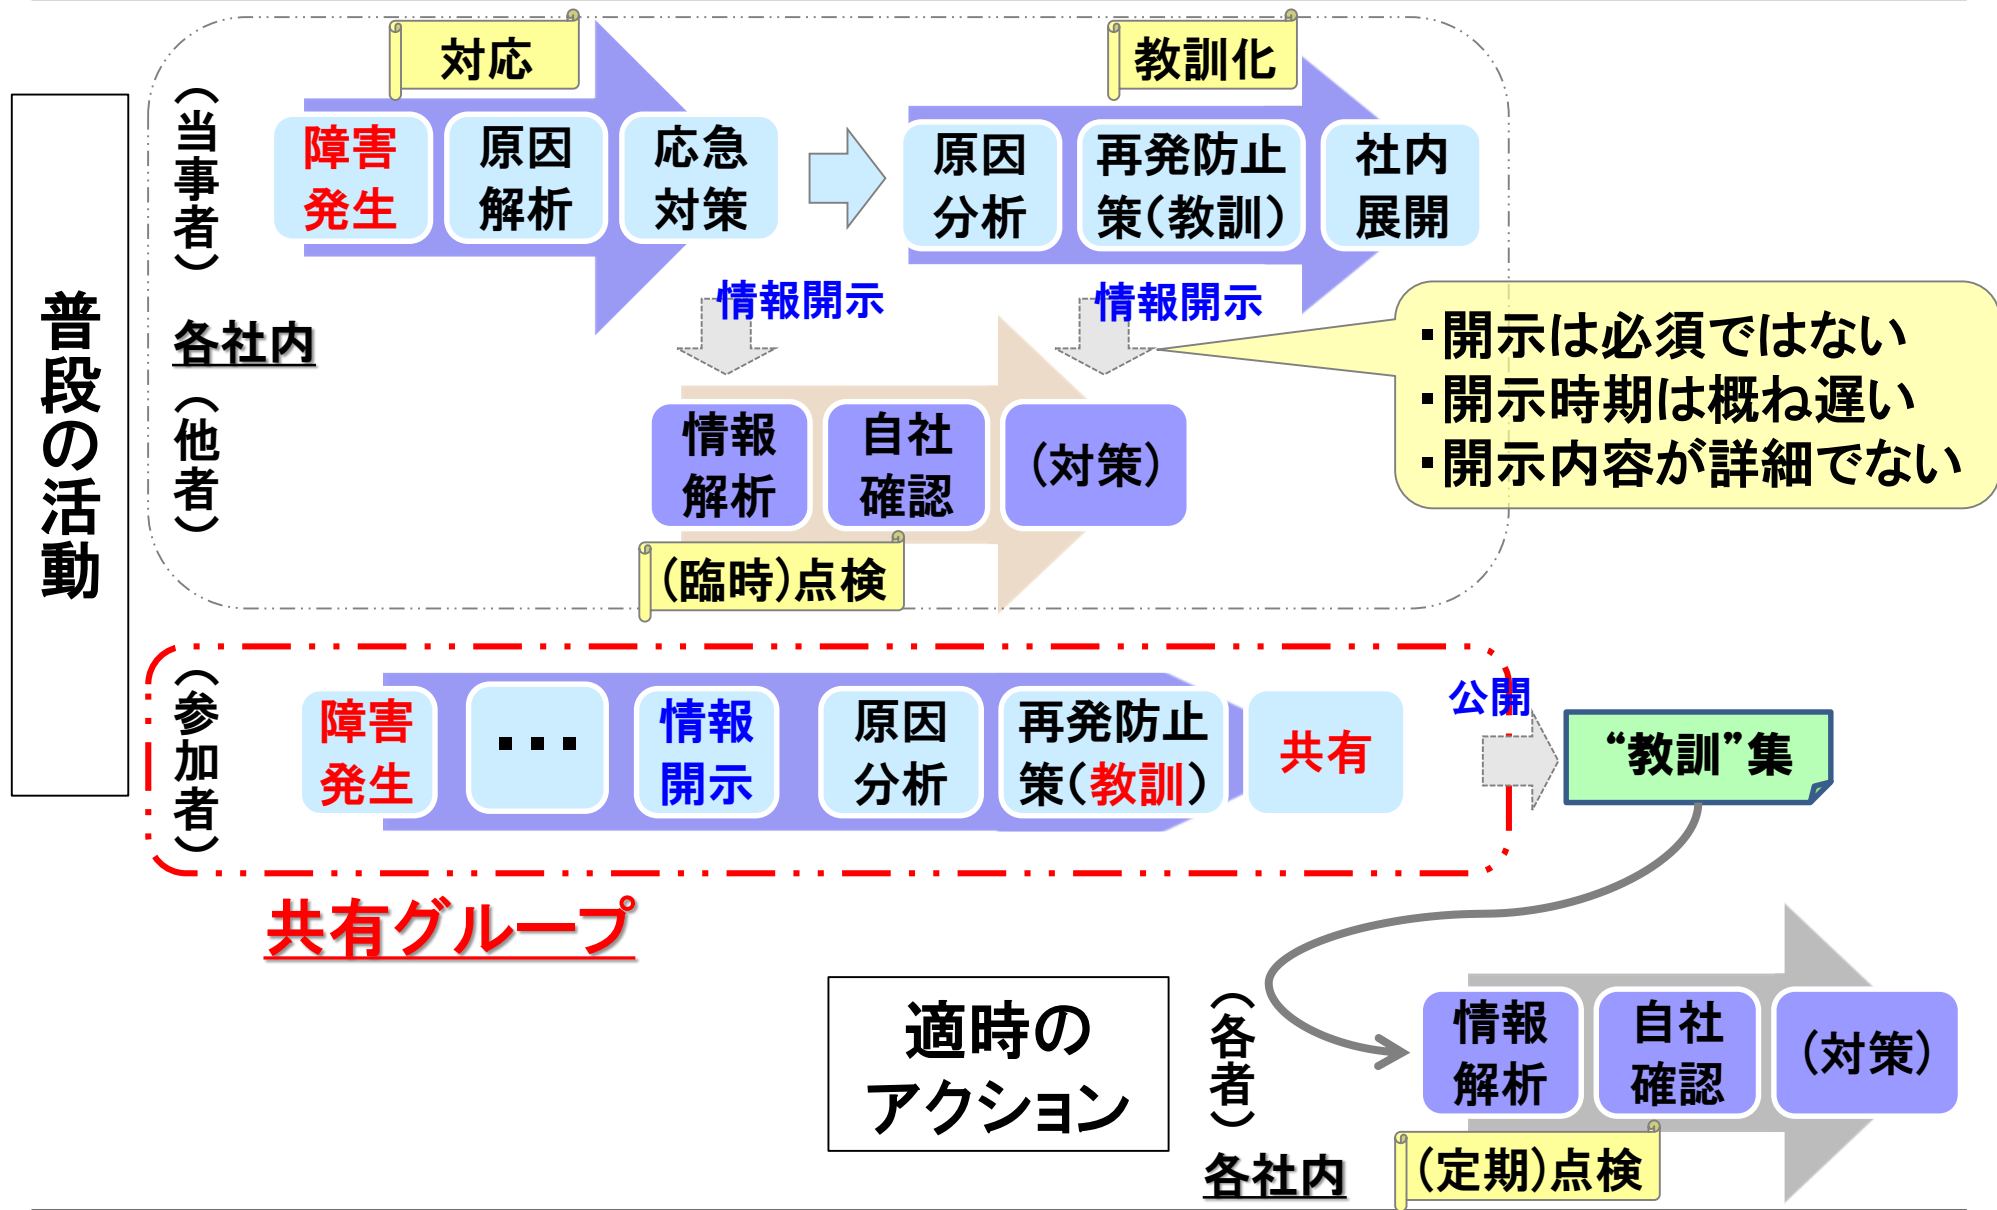 普段の活動
（当事者）
対応
障害
発生
原因
解析
応急
対策
教訓化
原因
分析
再発防止
策（教訓）
社内
展開
各社内
情報開示
情報開示
・開示は必須ではない
・開示時期は概ね遅い
・開示内容が詳細でない
（他者）
情報
解析
自社
確認
（対策）
（臨時）点検
（参加者）
障害
発生
・・・
情報
開示
原因
分析
再発防止
策（教訓）
共有
公開
“教訓”集
共有グループ
適時の
アクション
（各者）
各社内
情報
解析
自社
確認
（対策）
（定期）点検